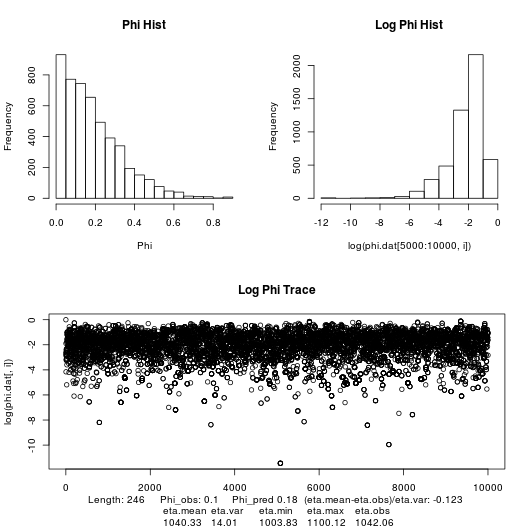 Phi Hist
Log Phi Hist
Frequency
0 200 400 600 800
0.0 0.2 0.4 0.6 0.8
Phi
Frequency
0 500 1000 1500 2000
-12 -10 -8 -6 -4 -2 0
log(phi.dat[5000:10000, i])
Log Phi Trace
log(phi.dat[, i])
0 -2 -4 -6 -8 -10
0 2000 4000 6000 8000 10000
Length: 246 Phi_obs: 0.1 Phi_pred 0.18 (eta.mean-eta.obs)/eta.var: -0.123
eta.mean eta.var eta.min eta.max eta.obs
1040.33 14.01 1003.83 1100.12 1042.06